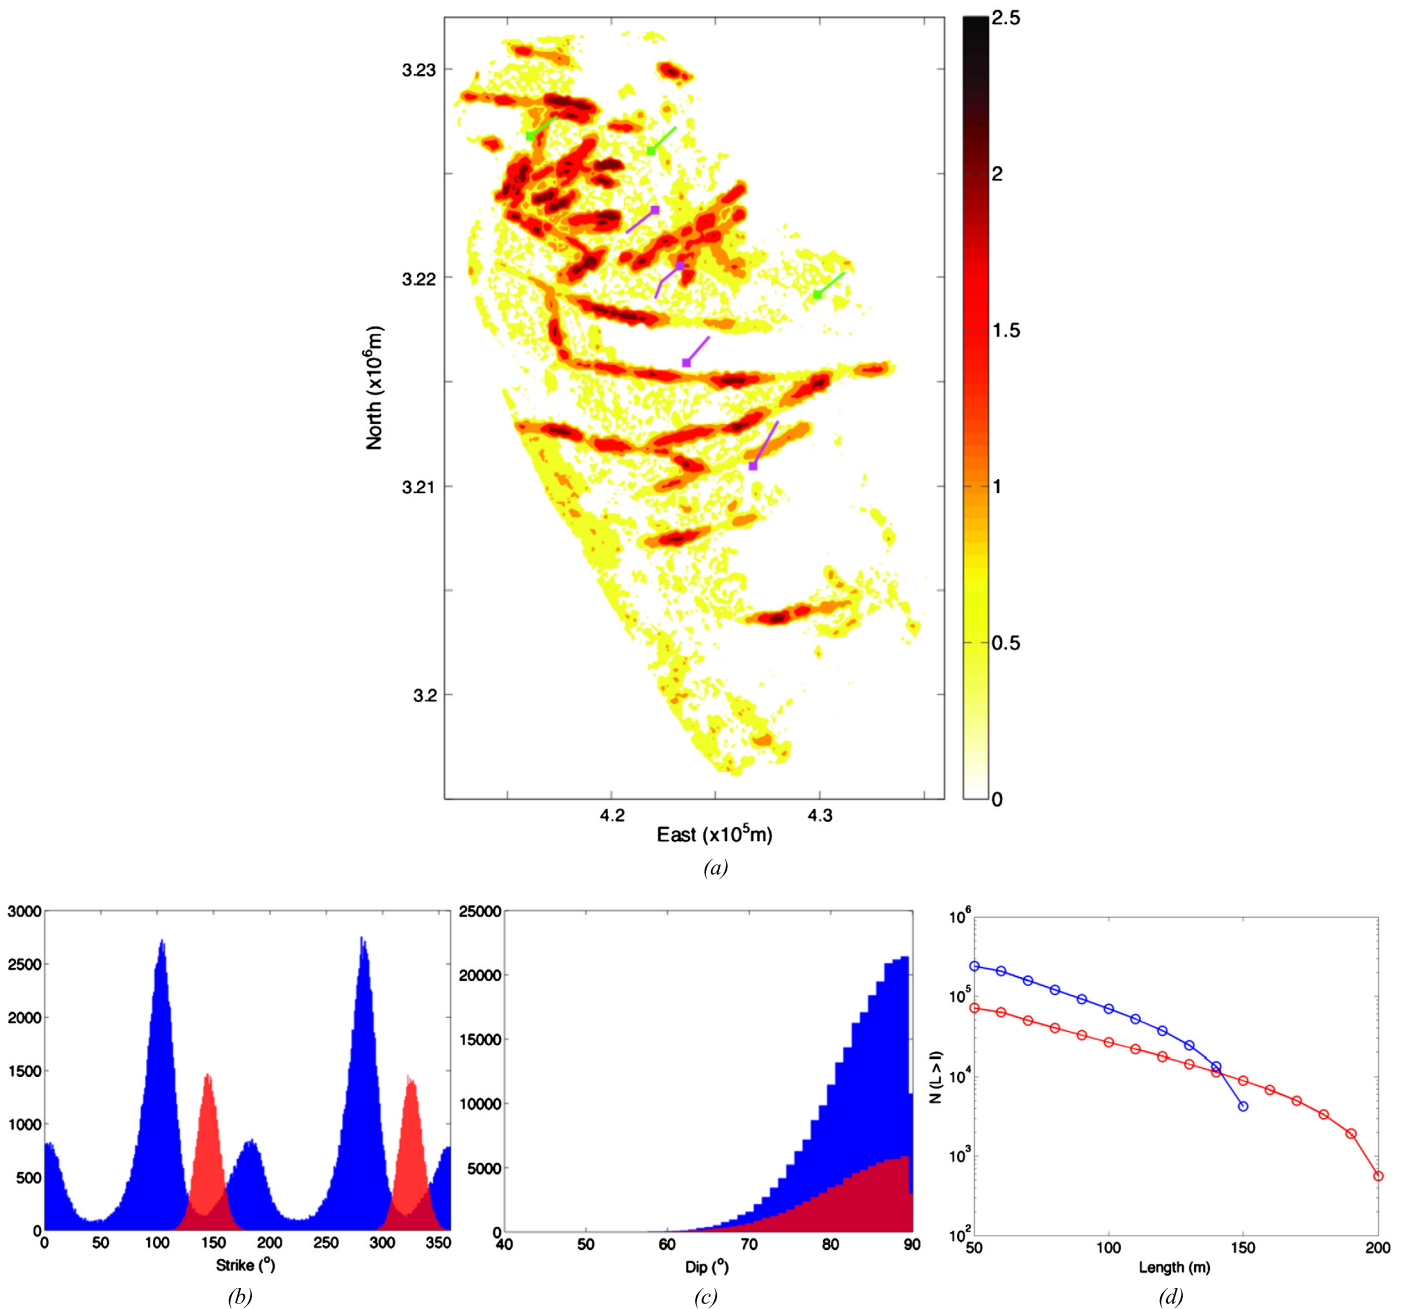 2.5
2
1.5
1
0.5
0
3.23
3.22
3.21
3.2
North (x10⁶m)
4.2 4.3
East (x10⁵m)
(a)
3000
2500
2000
1500
1000
500
0
0 50 100 150 200 250 300 350
Strike (°)
(b)
25000
20000
15000
10000
5000
0
40 50 60 70 80 90
Dip (°)
(c)
10⁶
10⁵
10⁴
10³
10²
N (L > l)
50 100 150 200
Length (m)
(d)